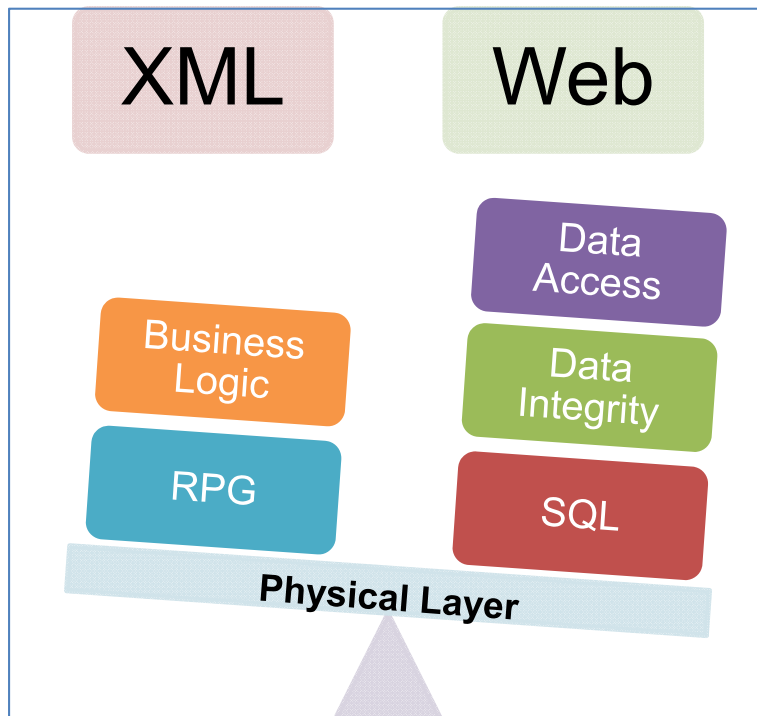 XML
Web
Data
Access
Business
Logic
Data
Integrity
RPG
SQL
Physical Layer